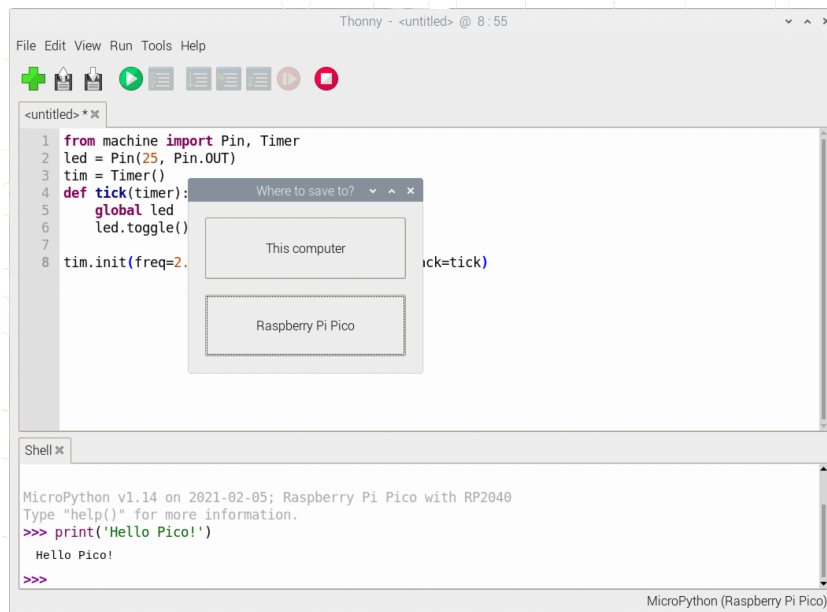 Thonny - <untitled> @ 8:55
File Edit View Run Tools Help
<untitled> *
1 from machine import Pin, Timer
2 led = Pin(25, Pin.OUT)
3 tim = Timer()
4 def tick(timer):
5     global led
6     led.toggle()
7
8 tim.init(freq=2. ck=tick)
Where to save to?
This computer
Raspberry Pi Pico
Shell
MicroPython v1.14 on 2021-02-05; Raspberry Pi Pico with RP2040
Type "help()" for more information.
>>> print('Hello Pico!')
Hello Pico!
>>>
MicroPython (Raspberry Pi Pico)